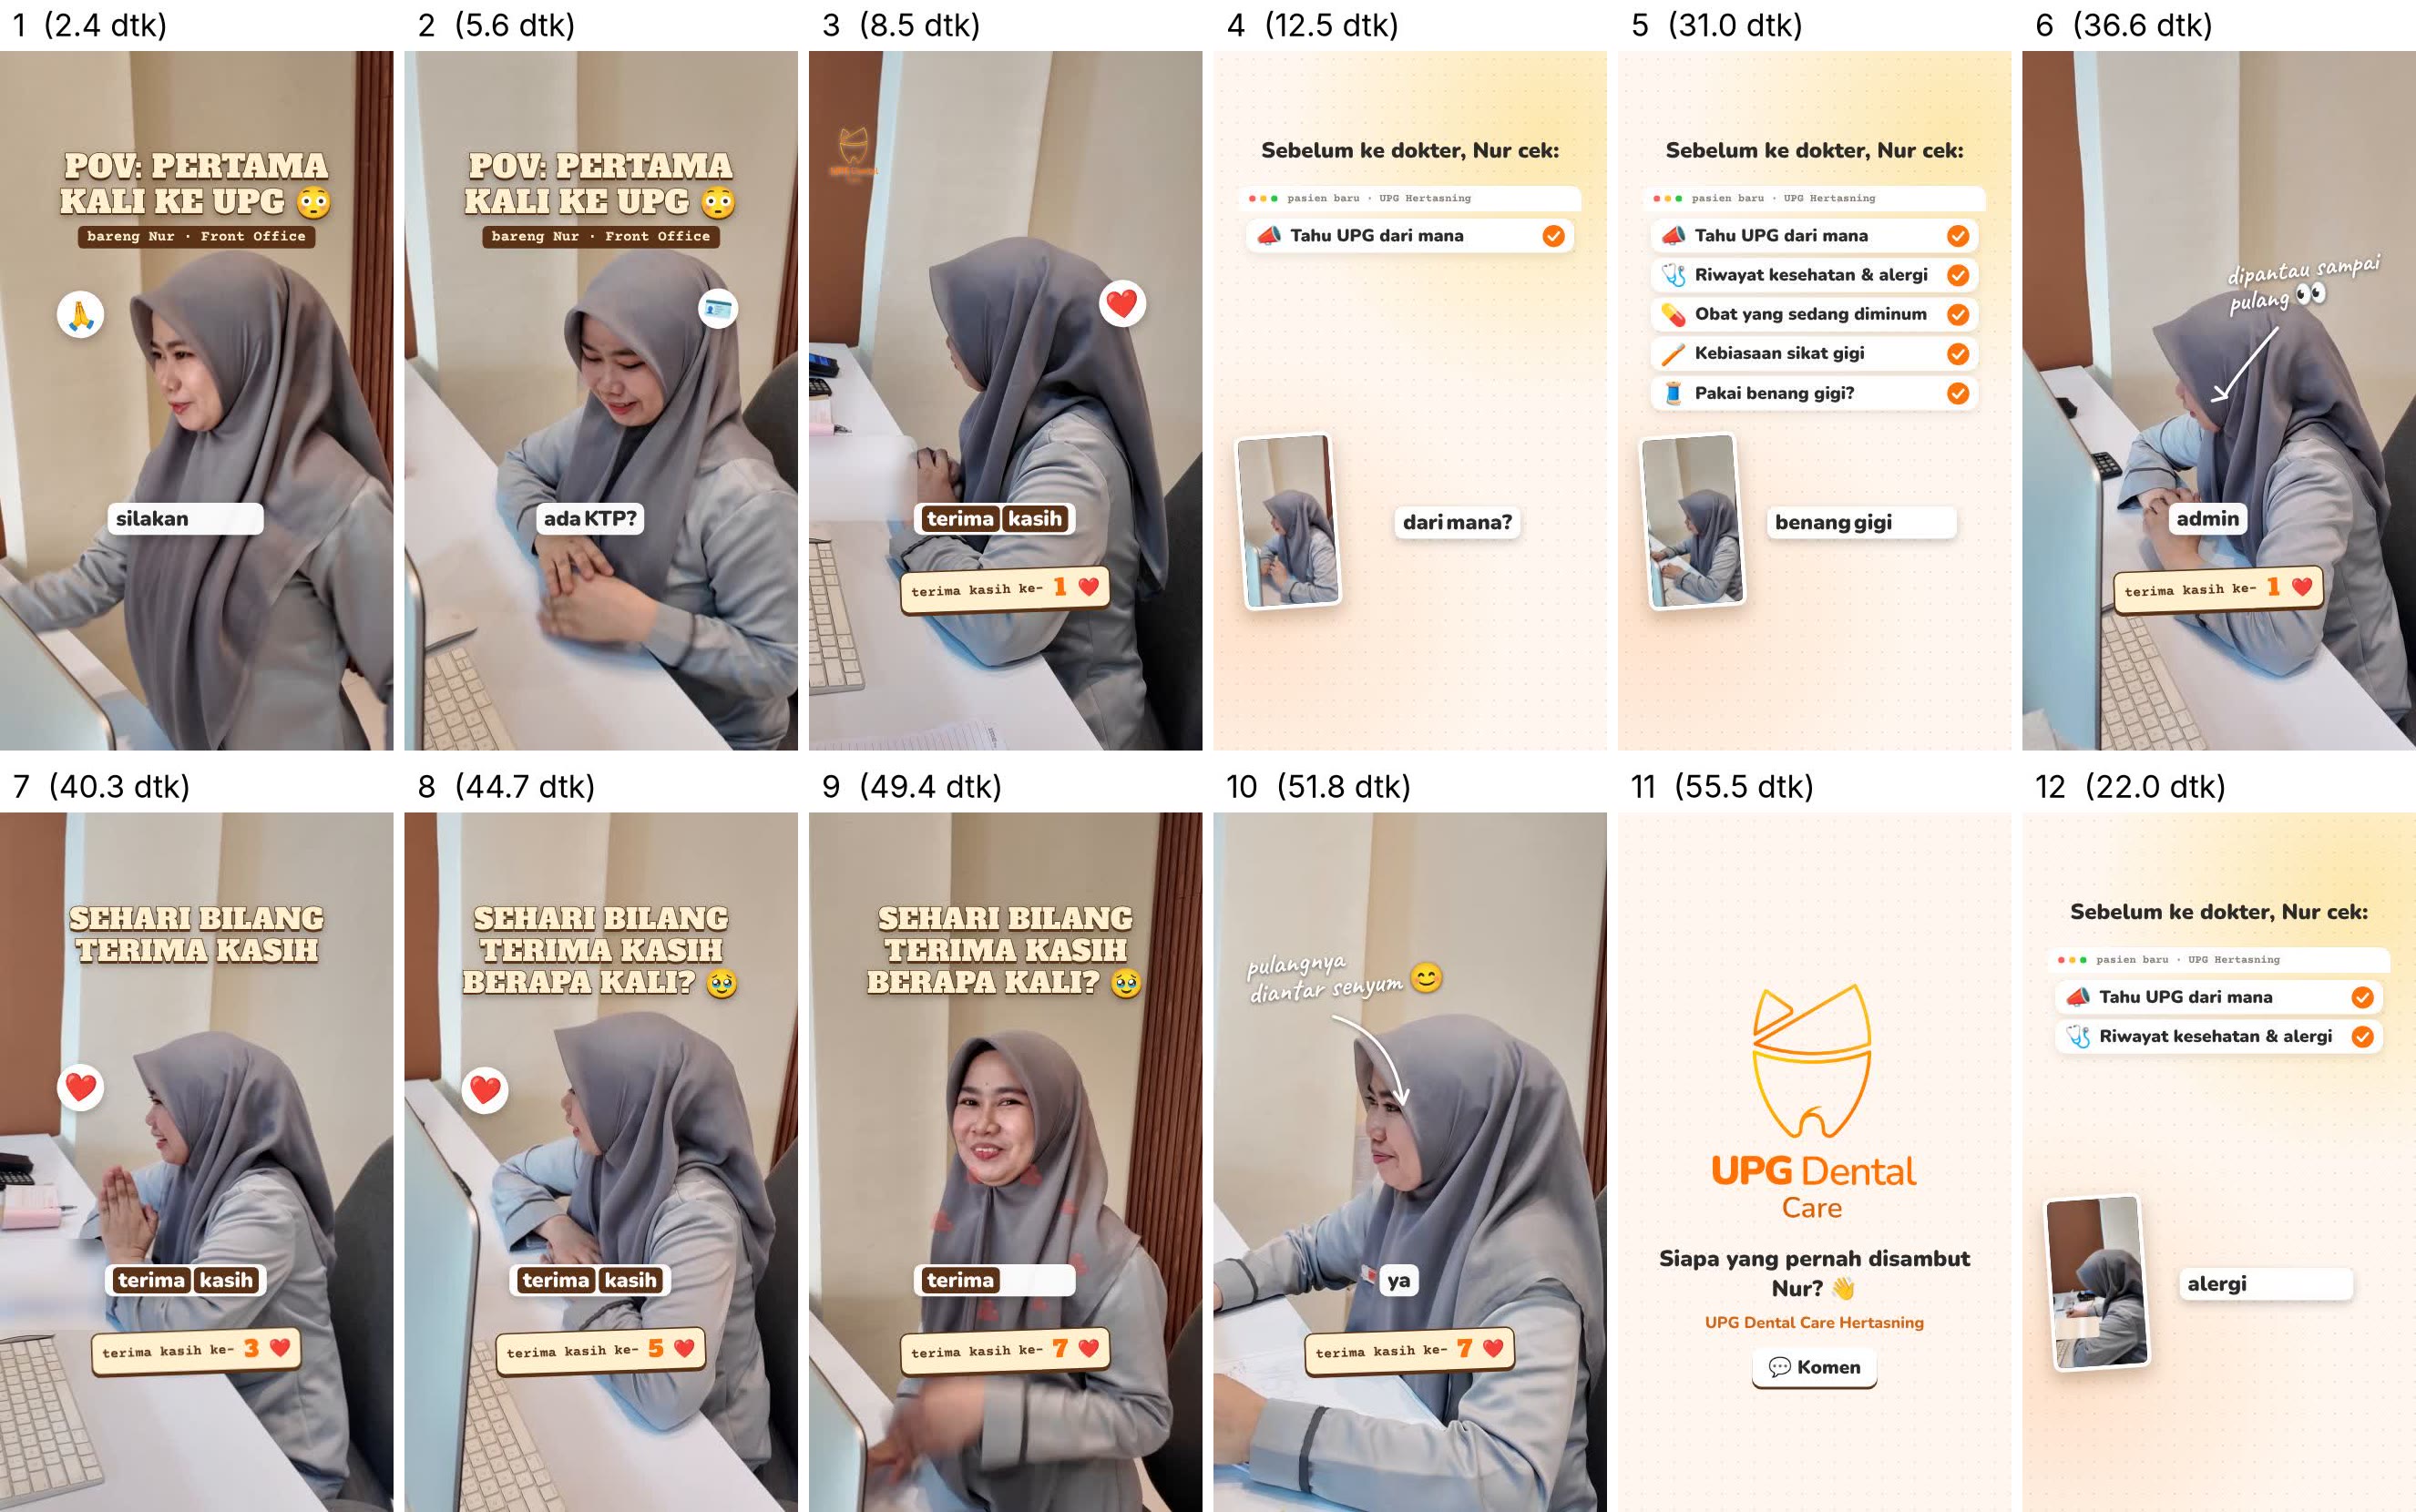 1 (2.4 dtk)
POV: PERTAMA
KALI KE UPG 😳
bareng Nur · Front Office
🙏
silakan
2 (5.6 dtk)
POV: PERTAMA
KALI KE UPG 😳
bareng Nur · Front Office
🪪
ada KTP?
3 (8.5 dtk)
UPG Dental
Care
❤️
terima kasih
terima kasih ke- 1 ❤️
4 (12.5 dtk)
Sebelum ke dokter, Nur cek:
pasien baru · UPG Hertasning
📣 Tahu UPG dari mana
dari mana?
5 (31.0 dtk)
Sebelum ke dokter, Nur cek:
pasien baru · UPG Hertasning
📣 Tahu UPG dari mana
🩺 Riwayat kesehatan & alergi
💊 Obat yang sedang diminum
🪥 Kebiasaan sikat gigi
🧵 Pakai benang gigi?
benang gigi
6 (36.6 dtk)
dipantau sampai
pulang 👀
admin
terima kasih ke- 1 ❤️
7 (40.3 dtk)
SEHARI BILANG
TERIMA KASIH
❤️
terima kasih
terima kasih ke- 3 ❤️
8 (44.7 dtk)
SEHARI BILANG
TERIMA KASIH
BERAPA KALI? 🥹
❤️
terima kasih
terima kasih ke- 5 ❤️
9 (49.4 dtk)
SEHARI BILANG
TERIMA KASIH
BERAPA KALI? 🥹
terima
terima kasih ke- 7 ❤️
10 (51.8 dtk)
pulangnya
diantar senyum 😊
ya
terima kasih ke- 7 ❤️
11 (55.5 dtk)
UPG Dental
Care
Siapa yang pernah disambut
Nur? 👋
UPG Dental Care Hertasning
💬 Komen
12 (22.0 dtk)
Sebelum ke dokter, Nur cek:
pasien baru · UPG Hertasning
📣 Tahu UPG dari mana
🩺 Riwayat kesehatan & alergi
alergi